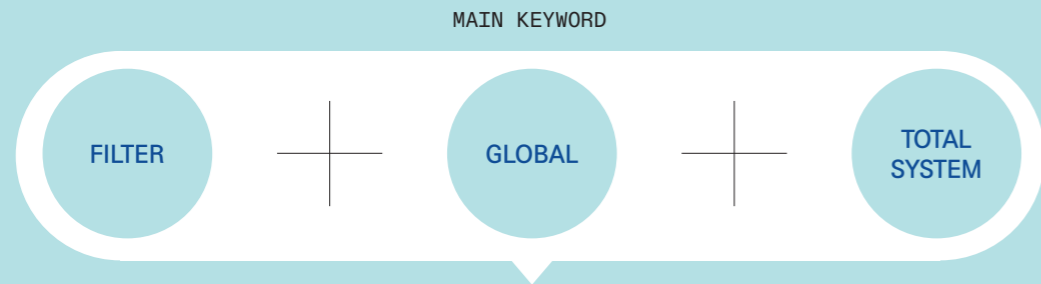 MAIN KEYWORD
FILTER
GLOBAL
TOTAL
SYSTEM